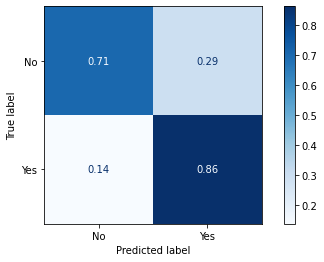 No
0.71
0.29
Yes
0.14
0.86
No
Yes
Predicted label
True label
0.8
0.7
0.6
0.5
0.4
0.3
0.2